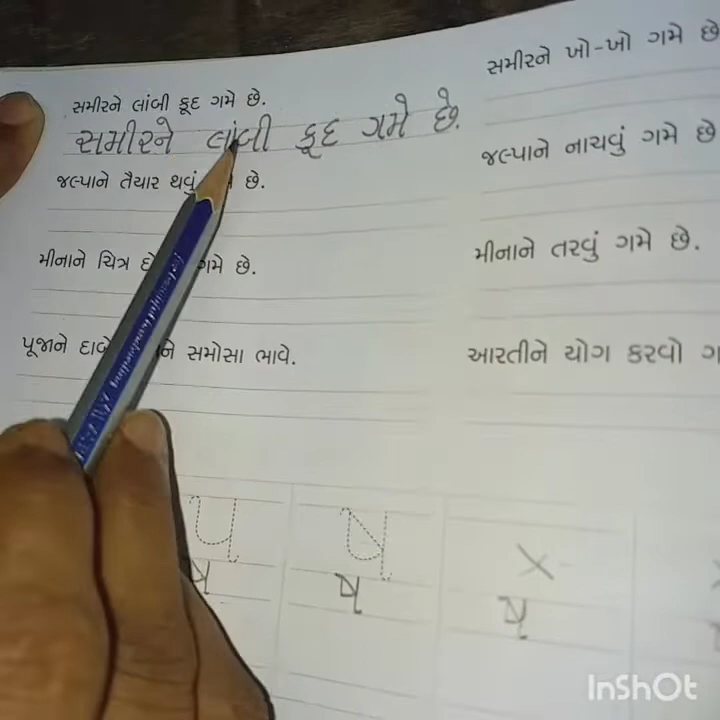 સમીરને લાંબી કૂદ ગમે છે.
સમીરને લાંબી કૂદ ગમે છે.
જલ્પાને તૈયાર થવું છે.
મીનાને ચિત્ર ગમે છે.
પૂજાને સમોસા ભાવે.
સમીરને ખો-ખો ગમે છે
જલ્પાને નાચવું ગમે છે
મીનાને તરવું ગમે છે.
આરતીને યોગ કરવો ગ
InShOt